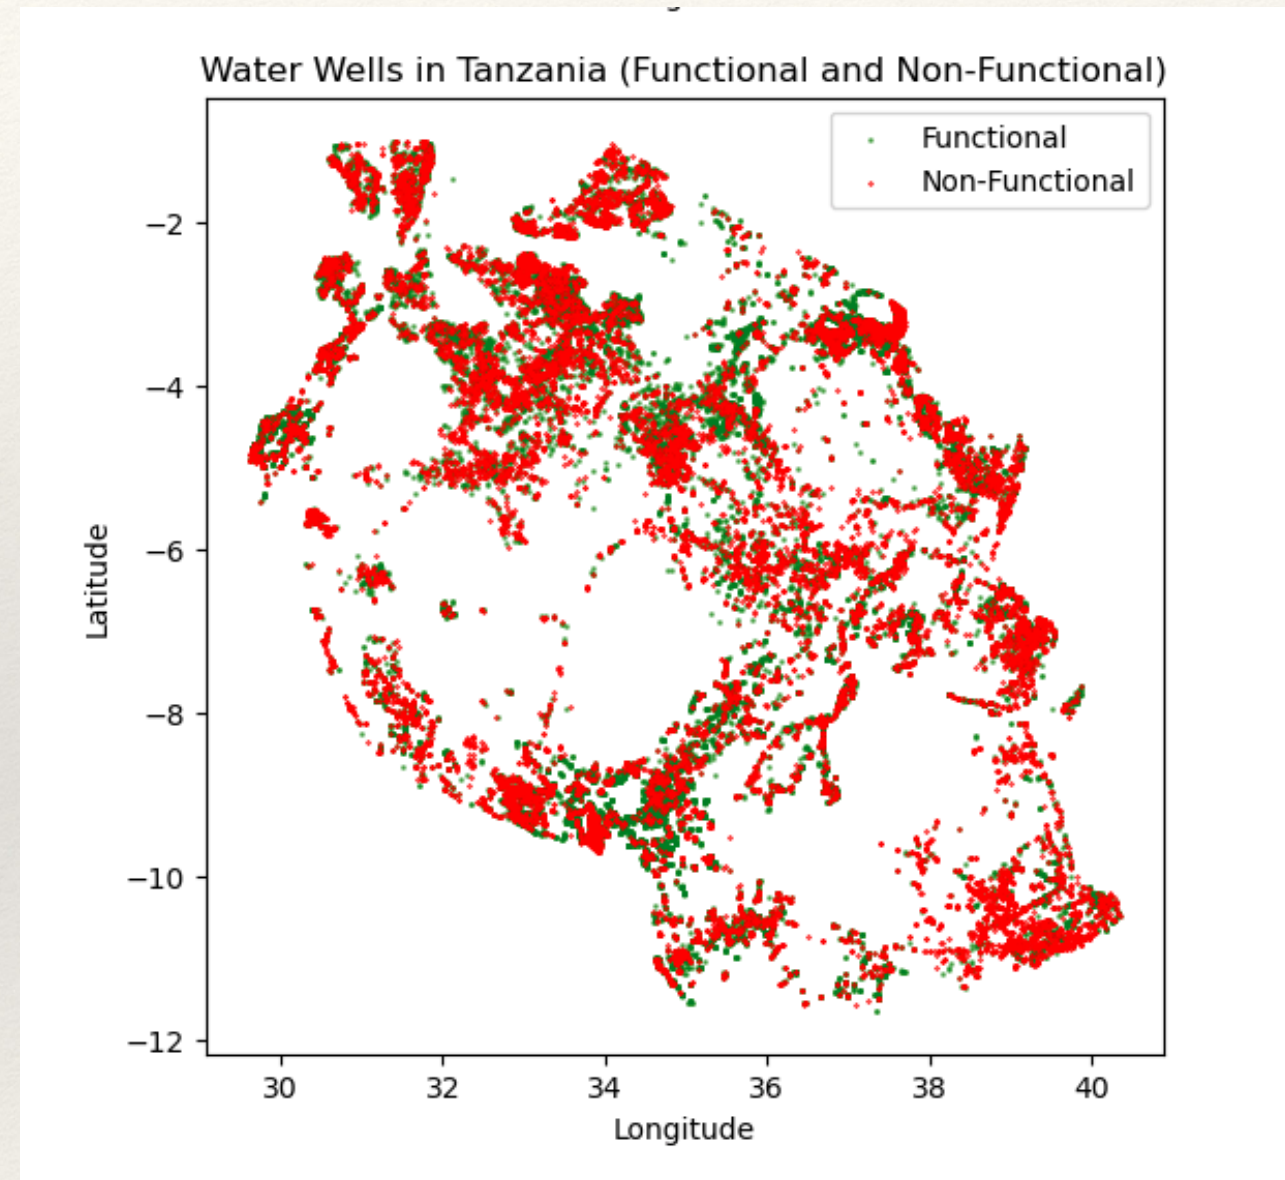 Water Wells in Tanzania (Functional and Non-Functional)
Functional
Non-Functional
−2
−4
−6
−8
−10
−12
Latitude
30
32
34
36
38
40
Longitude